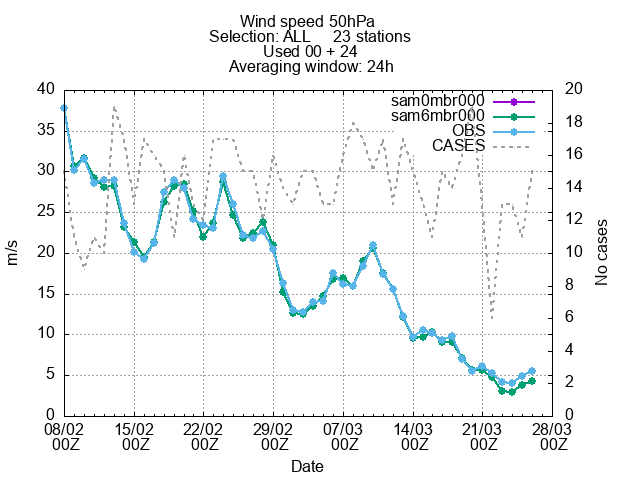 Wind speed 50hPa
Selection: ALL 23 stations
Used 00 + 24
Averaging window: 24h
40 20
35 18
30 16
25 14
20 12
15 10
10 8
5 6
0 4
2
0
m/s
No cases
sam0mbr000
sam6mbr000
OBS
CASES
08/02 15/02 22/02 29/02 07/03 14/03 21/03 28/03
00Z 00Z 00Z 00Z 00Z 00Z 00Z 00Z
Date